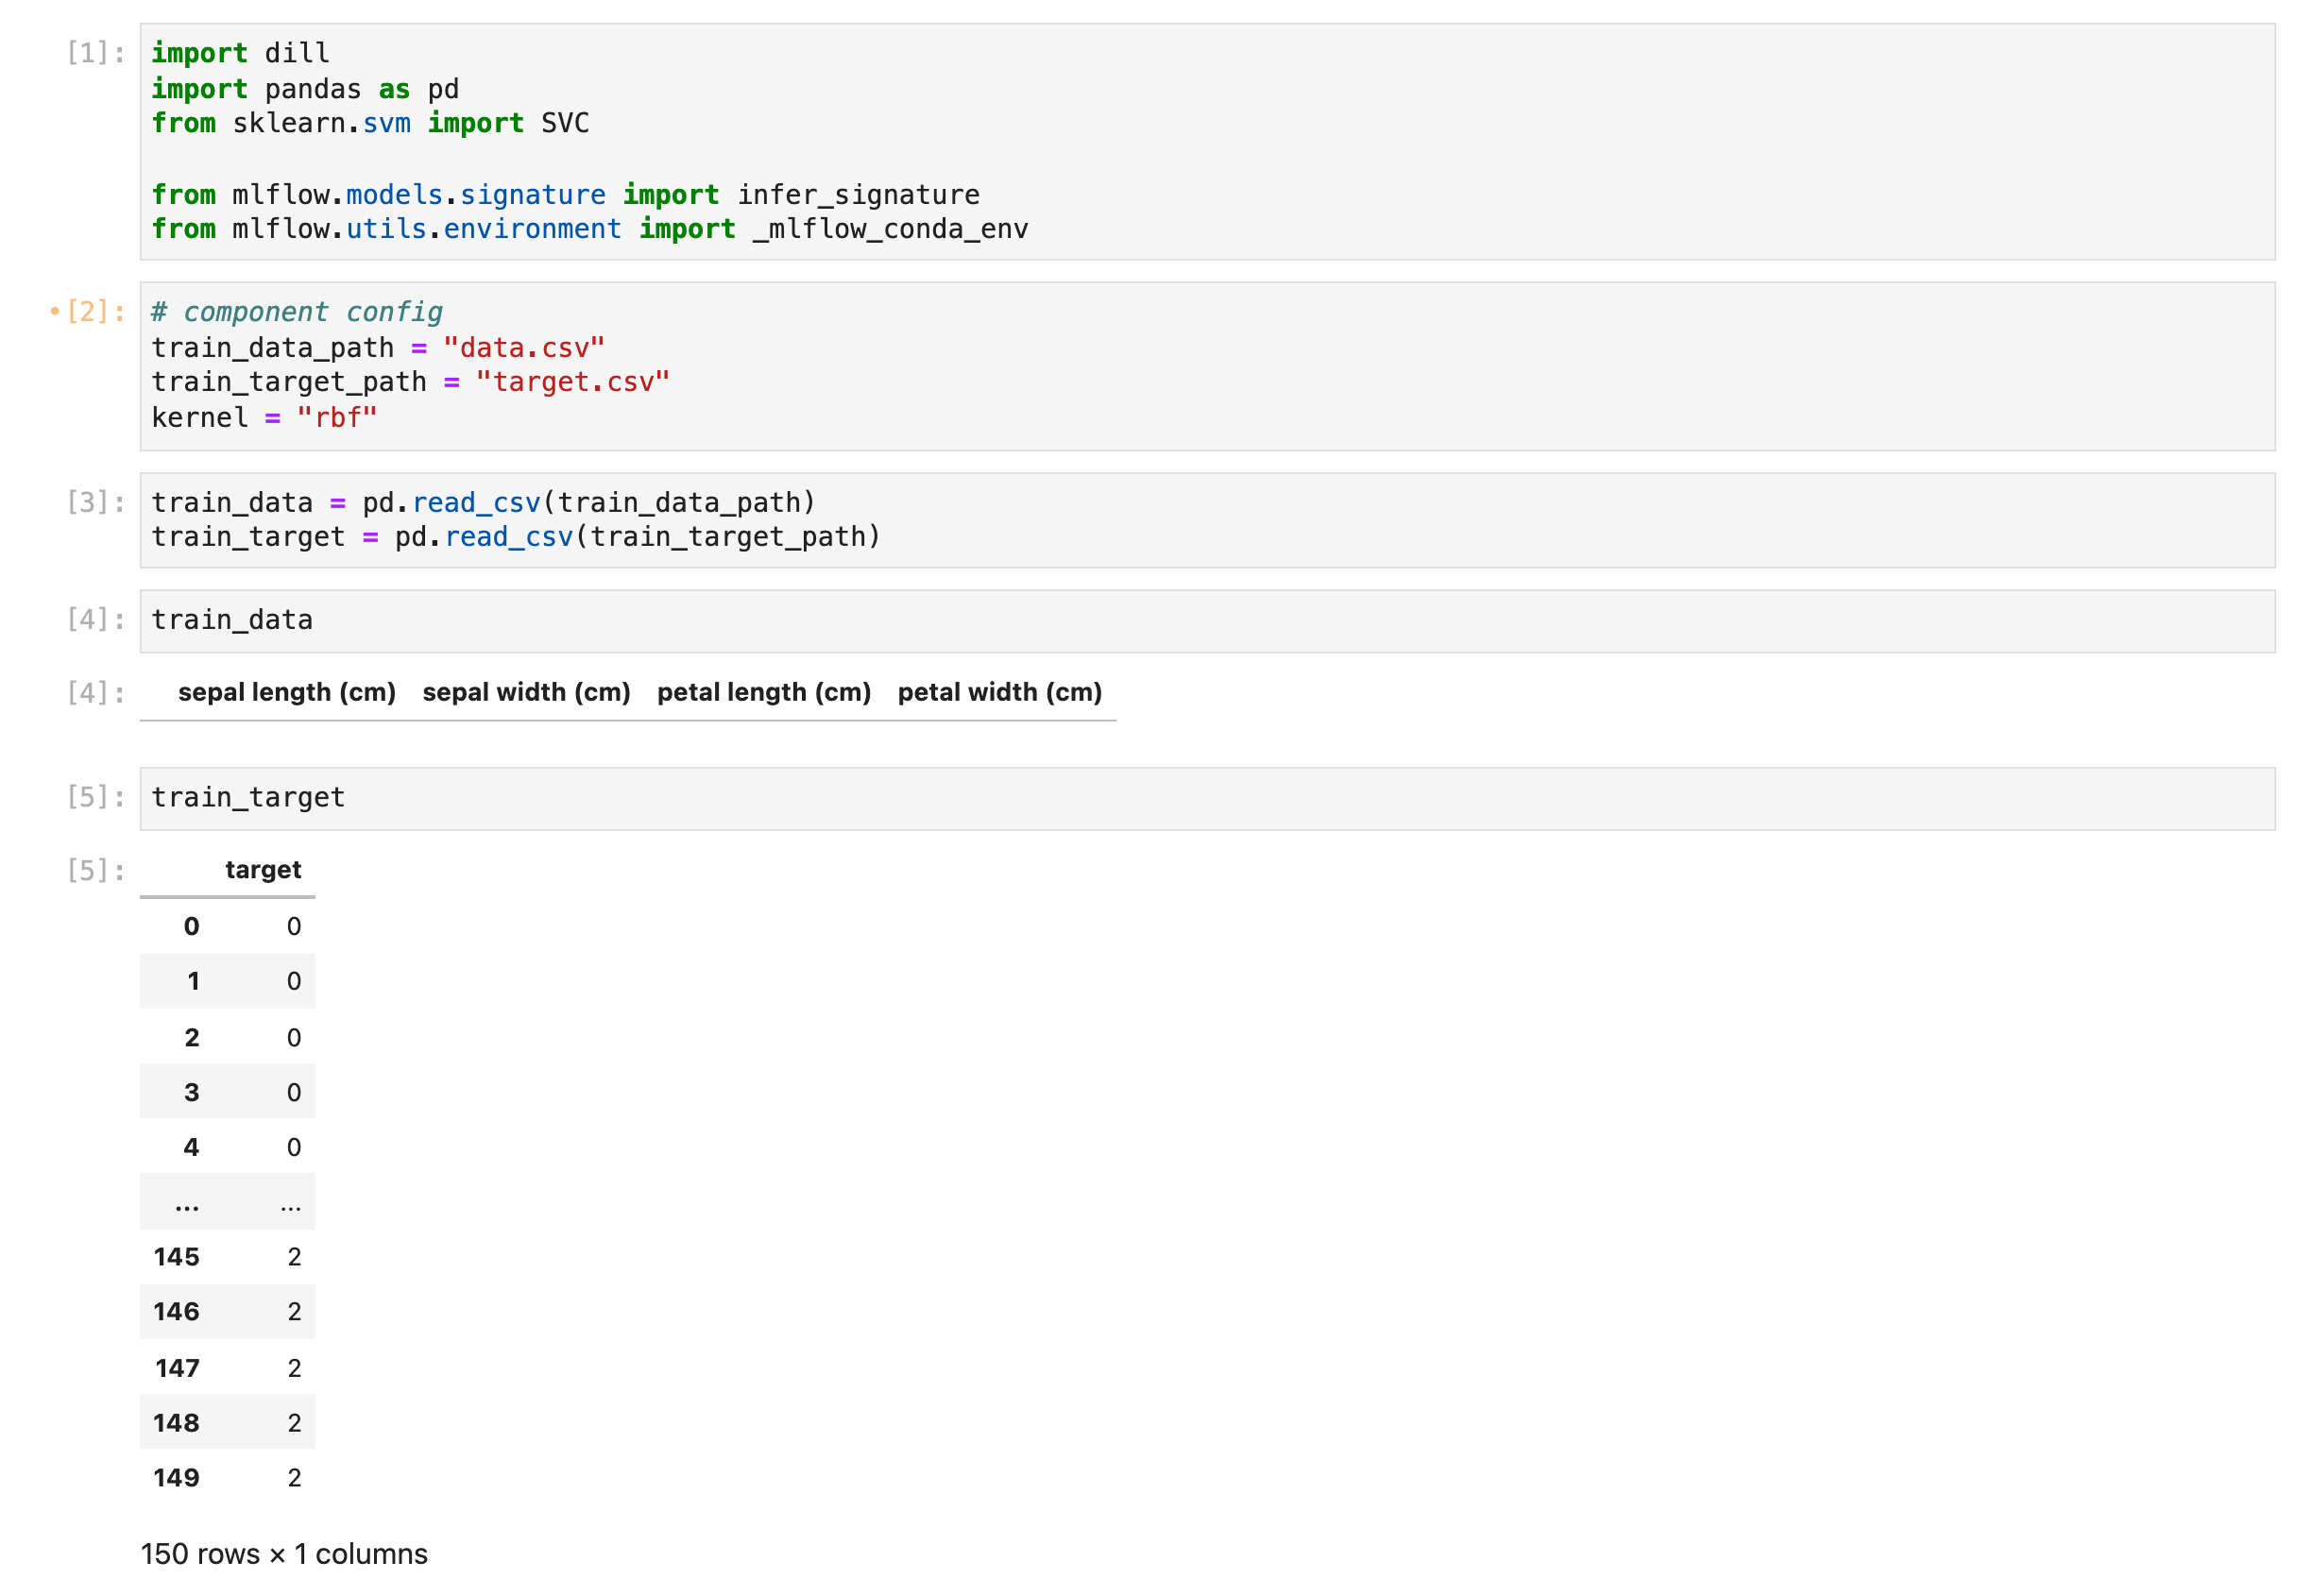 [1]:
import dill
import pandas as pd
from sklearn.svm import SVC
from mlflow.models.signature import infer_signature
from mlflow.utils.environment import _mlflow_conda_env
•[2]:
# component config
train_data_path = "data.csv"
train_target_path = "target.csv"
kernel = "rbf"
[3]:
train_data = pd.read_csv(train_data_path)
train_target = pd.read_csv(train_target_path)
[4]:
train_data
[4]:
sepal length (cm) sepal width (cm) petal length (cm) petal width (cm)
[5]:
train_target
[5]:
target
0 0
1 0
2 0
3 0
4 0
... ...
145 2
146 2
147 2
148 2
149 2
150 rows × 1 columns